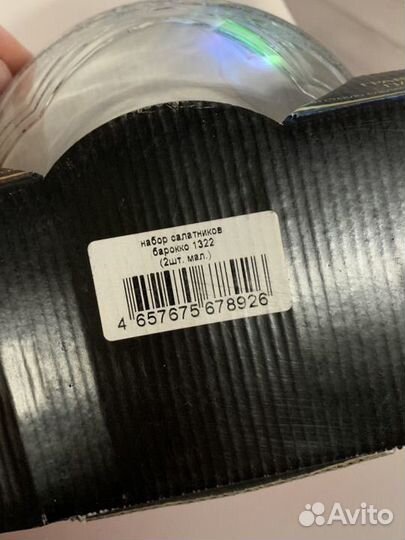 набор салатников
барокко 1322
(2шт. мал.)
4 657675 678926
Avito